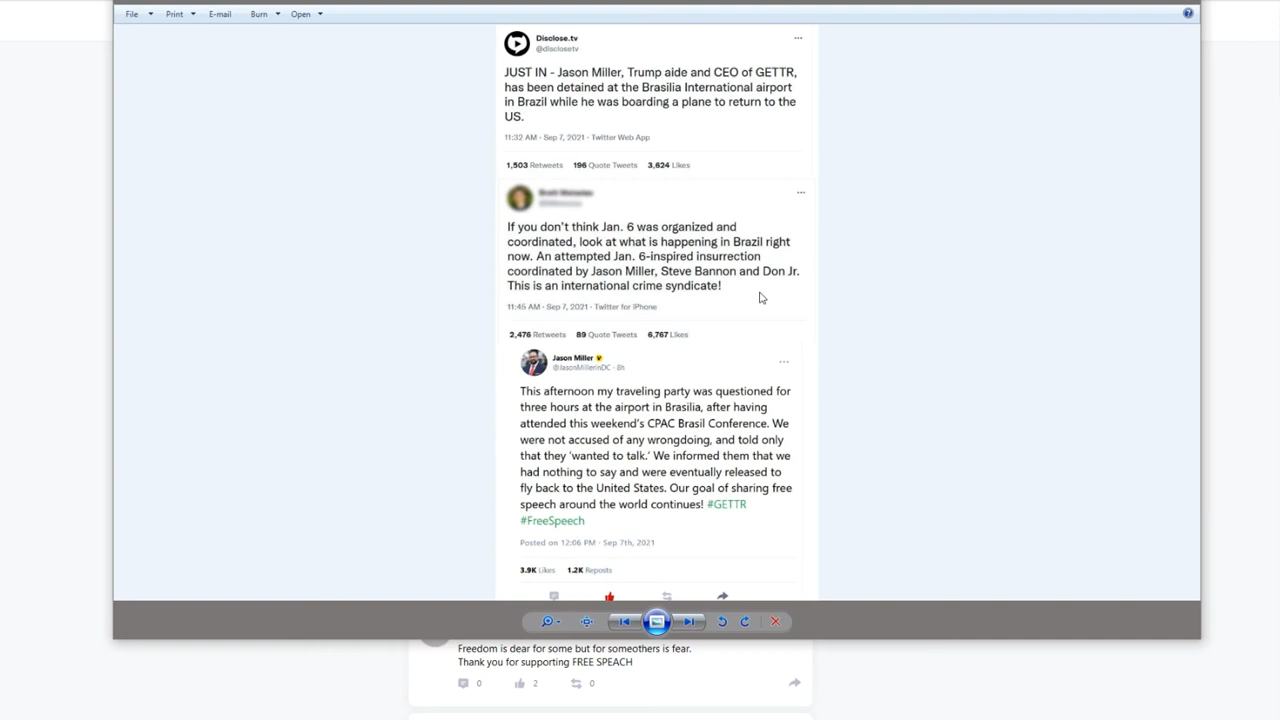 File Print E-mail Burn Open
Disclose.tv
@disclosetv
JUST IN - Jason Miller, Trump aide and CEO of GETTR,
has been detained at the Brasilia International airport
in Brazil while he was boarding a plane to return to the
US.
11:32 AM · Sep 7, 2021 · Twitter Web App
1,503 Retweets 196 Quote Tweets 3,624 Likes
If you don't think Jan. 6 was organized and
coordinated, look at what is happening in Brazil right
now. An attempted Jan. 6-inspired insurrection
coordinated by Jason Miller, Steve Bannon and Don Jr.
This is an international crime syndicate!
11:45 AM · Sep 7, 2021 · Twitter for iPhone
2,476 Retweets 89 Quote Tweets 6,767 Likes
Jason Miller
@JasonMillerinDC · 8h
This afternoon my traveling party was questioned for
three hours at the airport in Brasilia, after having
attended this weekend's CPAC Brasil Conference. We
were not accused of any wrongdoing, and told only
that they 'wanted to talk.' We informed them that we
had nothing to say and were eventually released to
fly back to the United States. Our goal of sharing free
speech around the world continues! #GETTR
#FreeSpeech
Posted on 12:06 PM · Sep 7th, 2021
3.9K Likes 1.2K Reposts
Freedom is dear for some but for someothers is fear.
Thank you for supporting FREE SPEACH
0 2 0